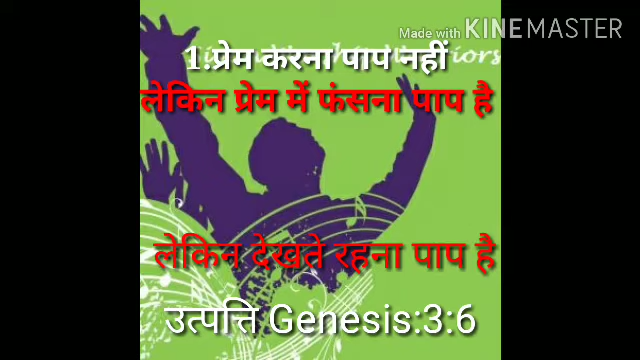 Made with KINEMASTER
1.प्रेम करना पाप नहीं
लेकिन प्रेम में फंसना पाप है
लेकिन देखते रहना पाप है
उत्पत्ति Genesis:3:6